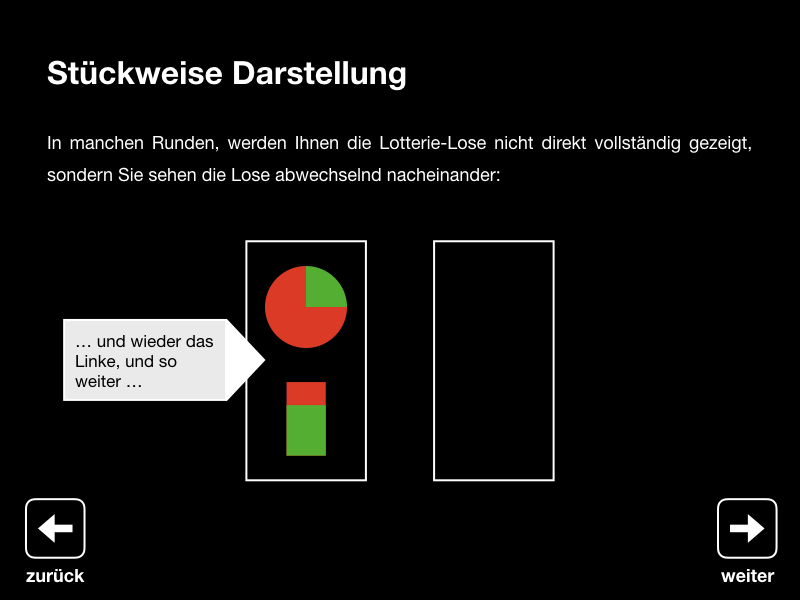 Stückweise Darstellung
In manchen Runden, werden Ihnen die Lotterie-Lose nicht direkt vollständig gezeigt,
sondern Sie sehen die Lose abwechselnd nacheinander:
… und wieder das
Linke, und so
weiter …
zurück
weiter